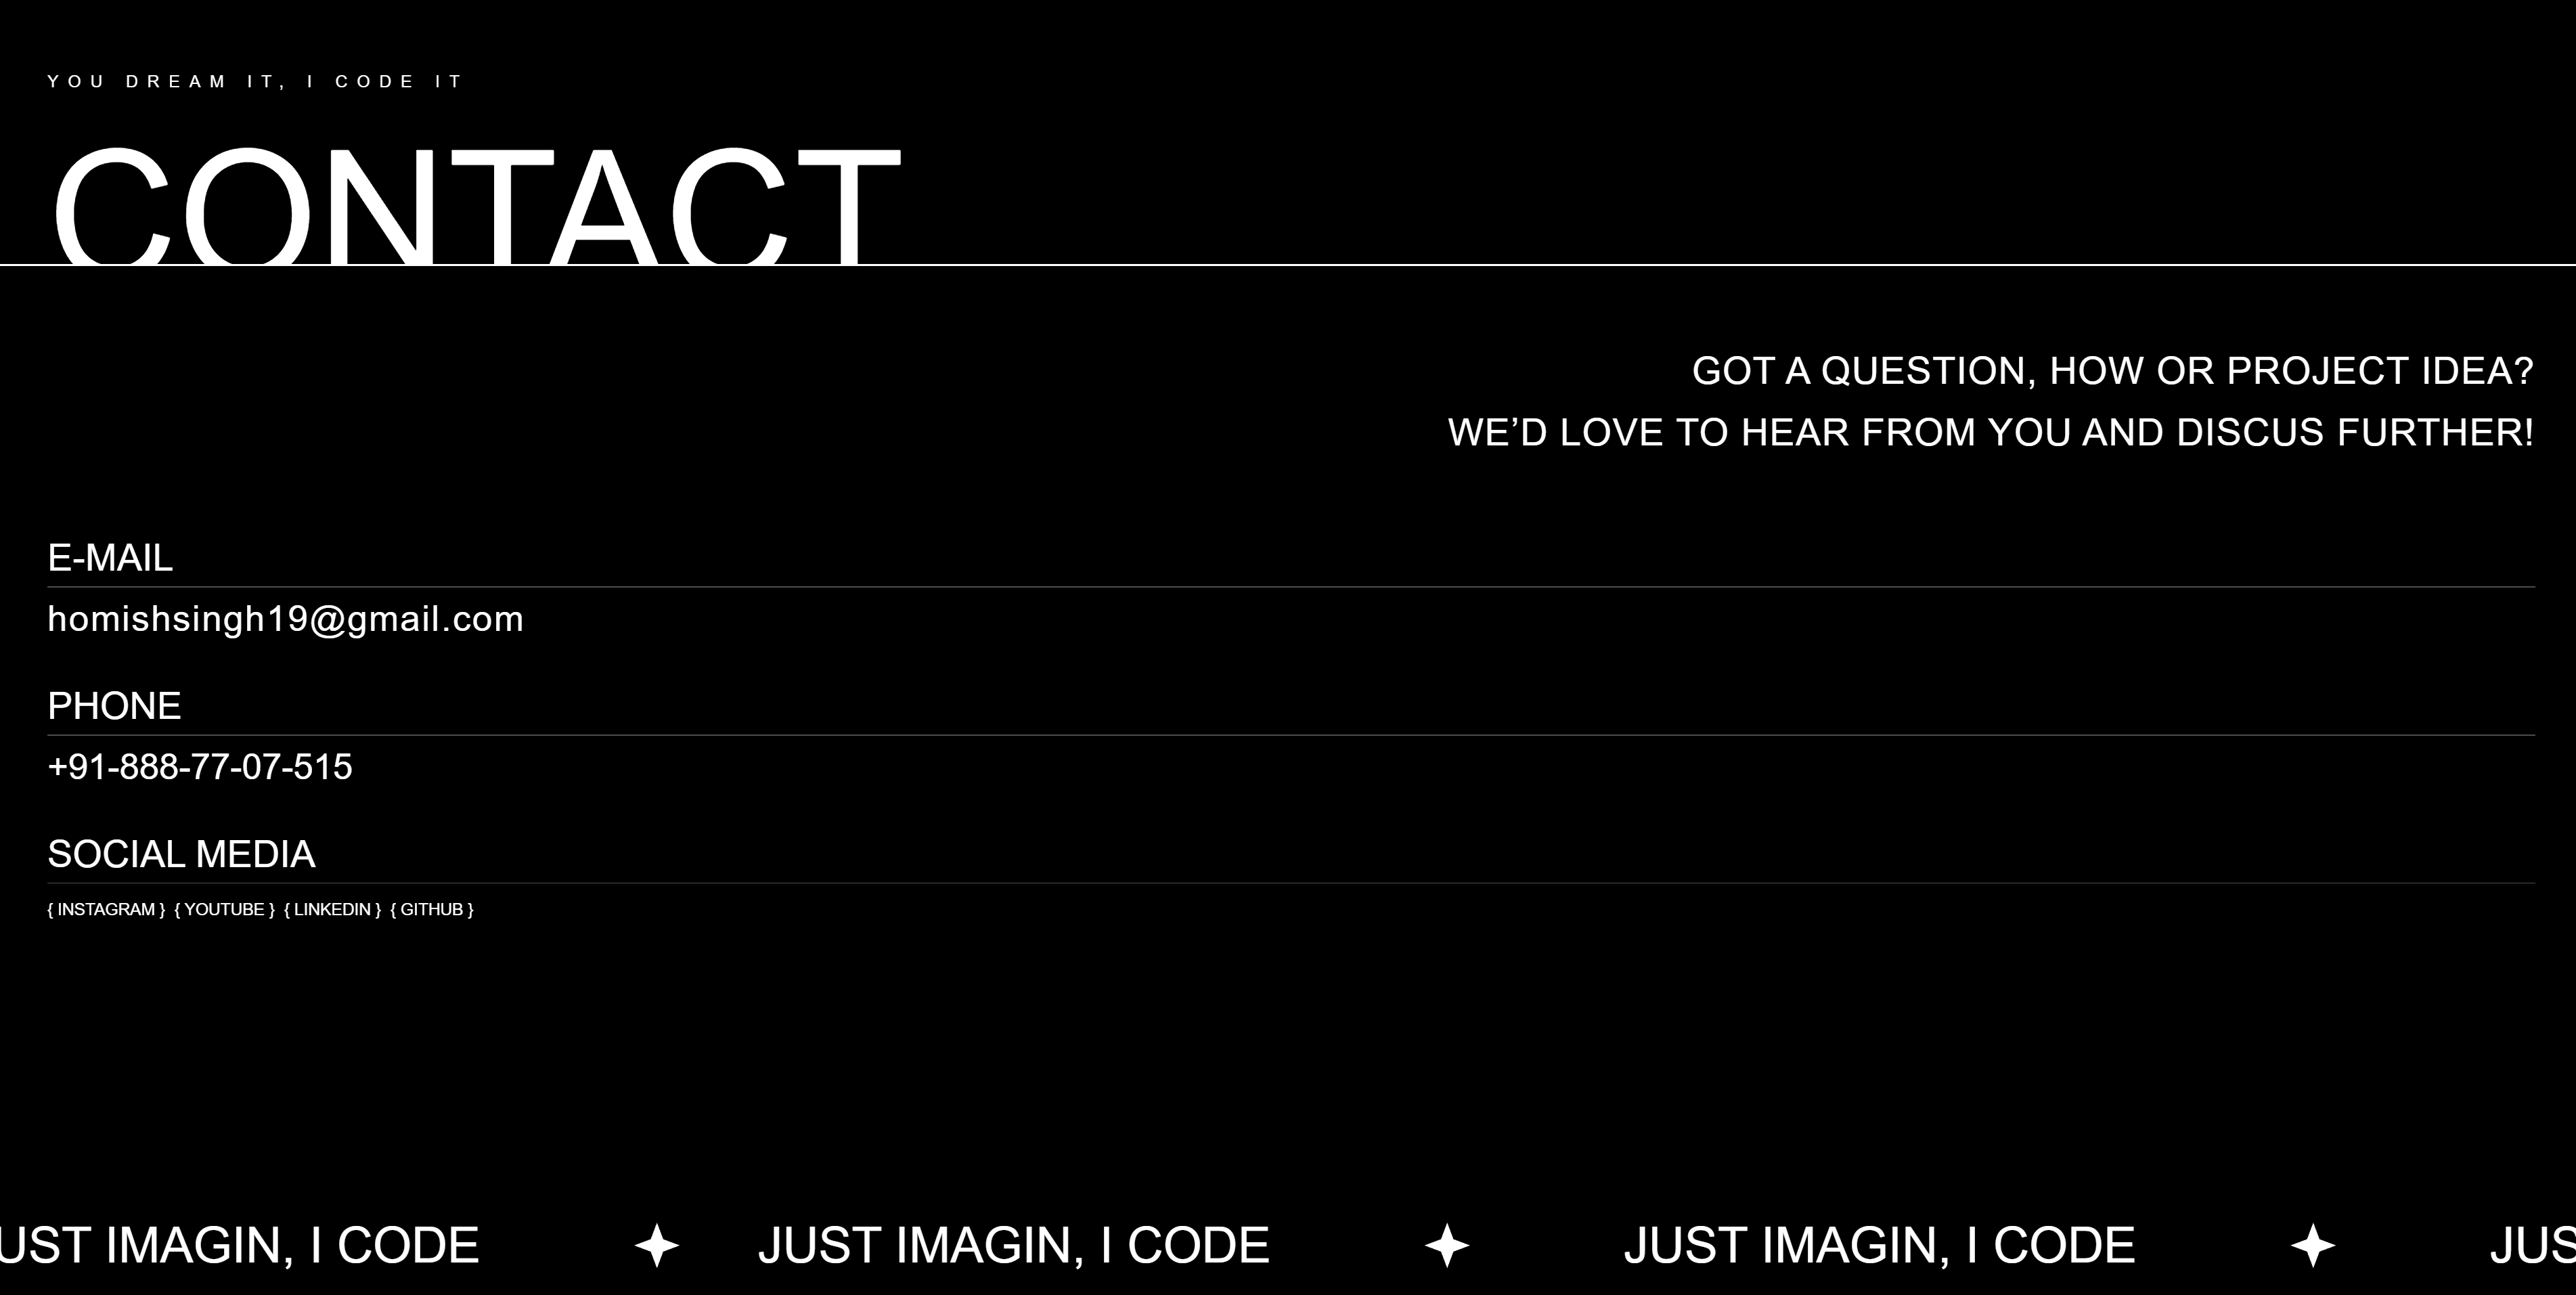 YOU DREAM IT, I CODE IT
CONTACT
GOT A QUESTION, HOW OR PROJECT IDEA?
WE’D LOVE TO HEAR FROM YOU AND DISCUS FURTHER!
E-MAIL
homishsingh19@gmail.com
PHONE
+91-888-77-07-515
SOCIAL MEDIA
{ INSTAGRAM } { YOUTUBE } { LINKEDIN } { GITHUB }
UST IMAGIN, I CODE JUST IMAGIN, I CODE JUST IMAGIN, I CODE JUS